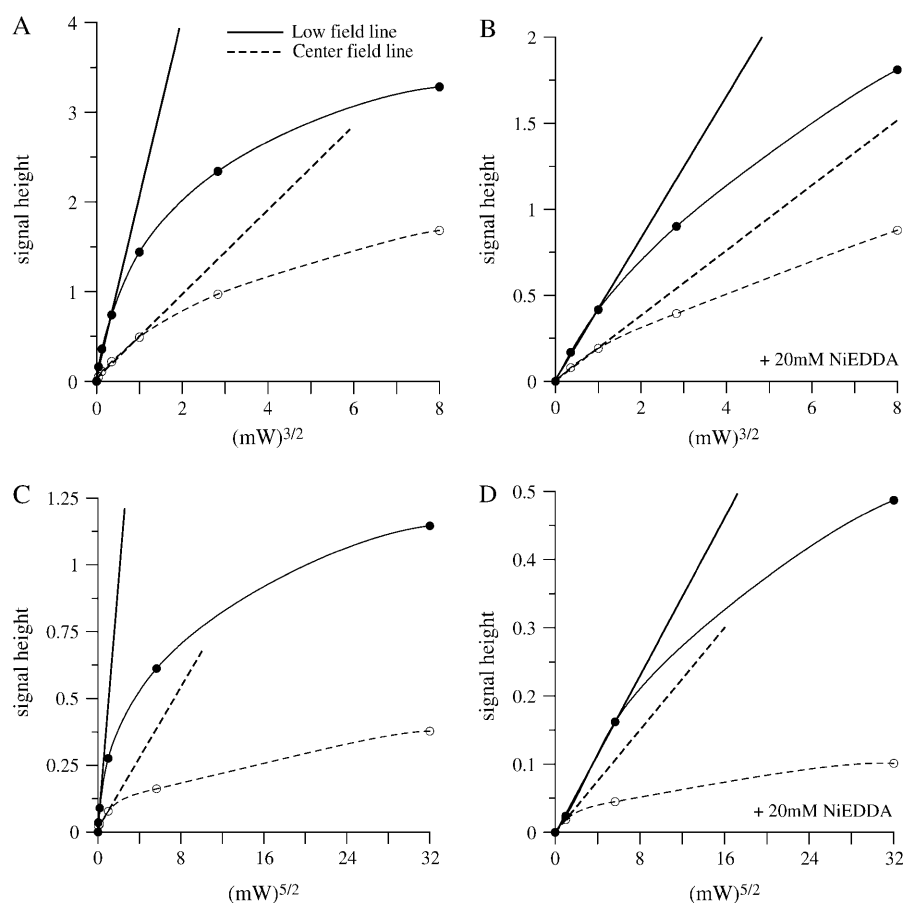 A
Low field line
Center field line
signal height
4
3
2
1
0
0 2 4 6 8
(mW)3/2
B
signal height
2
1.5
1
0.5
0
+ 20mM NiEDDA
0 2 4 6 8
(mW)3/2
C
signal height
1.25
1
0.75
0.5
0.25
0
0 8 16 24 32
(mW)5/2
D
signal height
0.5
0.4
0.3
0.2
0.1
0
+ 20mM NiEDDA
0 8 16 24 32
(mW)5/2